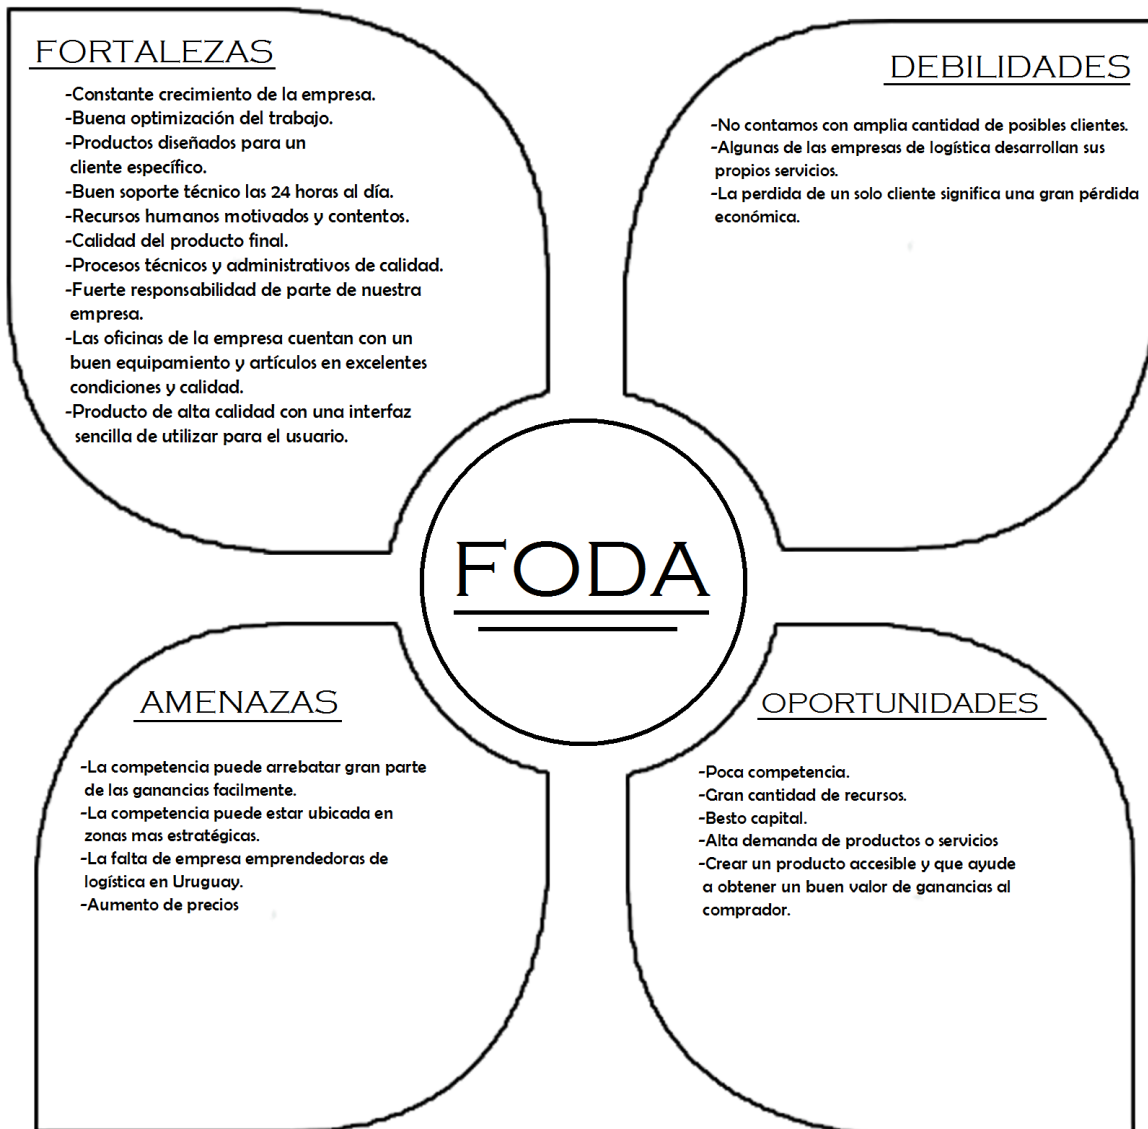 FORTALEZAS
-Constante crecimiento de la empresa.
-Buena optimización del trabajo.
-Productos diseñados para un
cliente específico.
-Buen soporte técnico las 24 horas al día.
-Recursos humanos motivados y contentos.
-Calidad del producto final.
-Procesos técnicos y administrativos de calidad.
-Fuerte responsabilidad de parte de nuestra
empresa.
-Las oficinas de la empresa cuentan con un
buen equipamiento y artículos en excelentes
condiciones y calidad.
-Producto de alta calidad con una interfaz
sencilla de utilizar para el usuario.
DEBILIDADES
-No contamos con amplia cantidad de posibles clientes.
-Algunas de las empresas de logística desarrollan sus
propios servicios.
-La perdida de un solo cliente significa una gran pérdida
económica.
FODA
AMENAZAS
-La competencia puede arrebatar gran parte
de las ganancias facilmente.
-La competencia puede estar ubicada en
zonas mas estratégicas.
-La falta de empresa emprendedoras de
logística en Uruguay.
-Aumento de precios
OPORTUNIDADES
-Poca competencia.
-Gran cantidad de recursos.
-Besto capital.
-Alta demanda de productos o servicios
-Crear un producto accesible y que ayude
a obtener un buen valor de ganancias al
comprador.